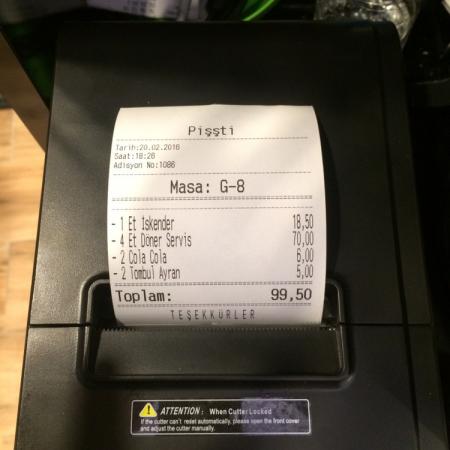 Pişşti
Tarih:20.02.2016
Saat:18:26
Adisyon No:1086
Masa: G-8
- 1 Et İskender 18,50
- 4 Et Döner Servis 70,00
- 2 Cola Cola 6,00
- 2 Tombul Ayran 5,00
Toplam: 99,50
TEŞEKKÜRLER
ATTENTION: When Cutter Locked
If the cutter can't reset automatically, please open the front cover
and adjust the cutter manually.